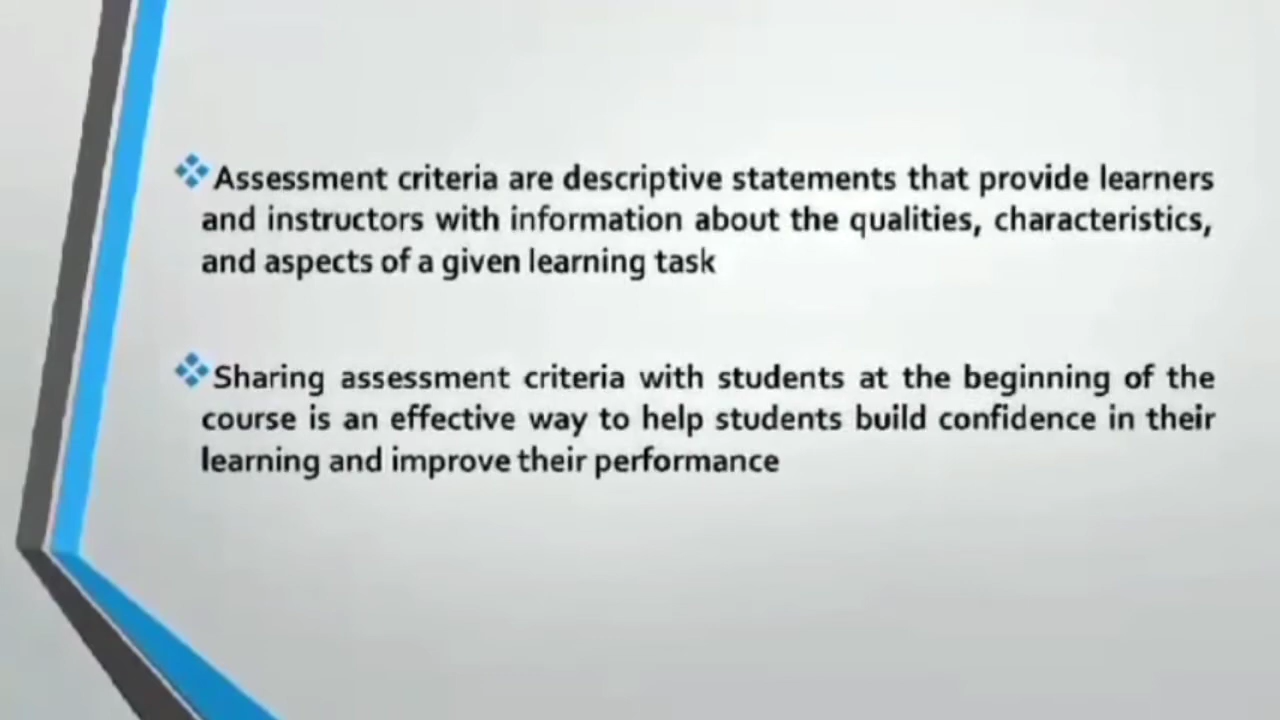 ❖Assessment criteria are descriptive statements that provide learners
and instructors with information about the qualities, characteristics,
and aspects of a given learning task
❖Sharing assessment criteria with students at the beginning of the
course is an effective way to help students build confidence in their
learning and improve their performance